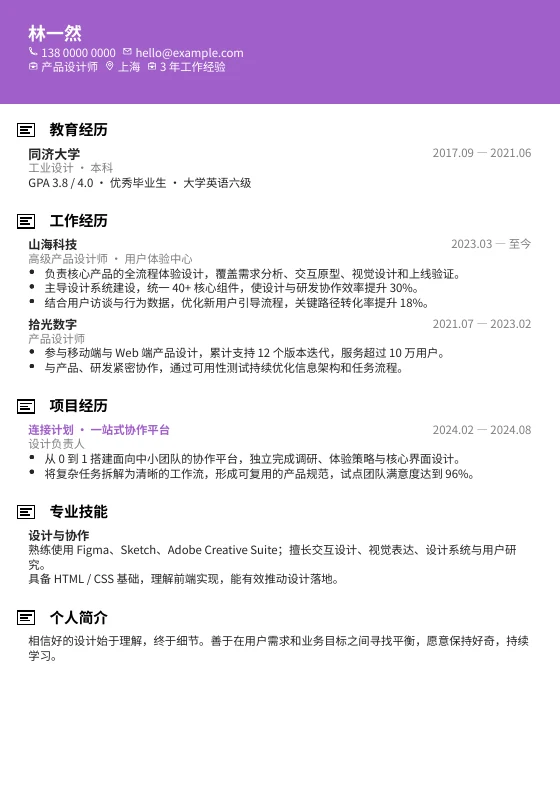 林一然
138 0000 0000 hello@example.com
产品设计师 上海 3 年工作经验
教育经历
同济大学 2017.09 — 2021.06
工业设计 · 本科
GPA 3.8 / 4.0 · 优秀毕业生 · 大学英语六级
工作经历
山海科技 2023.03 — 至今
高级产品设计师 · 用户体验中心
• 负责核心产品的全流程体验设计，覆盖需求分析、交互原型、视觉设计和上线验证。
• 主导设计系统建设，统一 40+ 核心组件，使设计与研发协作效率提升 30%。
• 结合用户访谈与行为数据，优化新用户引导流程，关键路径转化率提升 18%。
拾光数字 2021.07 — 2023.02
产品设计师
• 参与移动端与 Web 端产品设计，累计支持 12 个版本迭代，服务超过 10 万用户。
• 与产品、研发紧密协作，通过可用性测试持续优化信息架构和任务流程。
项目经历
连接计划 · 一站式协作平台 2024.02 — 2024.08
设计负责人
• 从 0 到 1 搭建面向中小团队的协作平台，独立完成调研、体验策略与核心界面设计。
• 将复杂任务拆解为清晰的工作流，形成可复用的产品规范，试点团队满意度达到 96%。
专业技能
设计与协作
熟练使用 Figma、Sketch、Adobe Creative Suite；擅长交互设计、视觉表达、设计系统与用户研
究。
具备 HTML / CSS 基础，理解前端实现，能有效推动设计落地。
个人简介
相信好的设计始于理解，终于细节。善于在用户需求和业务目标之间寻找平衡，愿意保持好奇，持续
学习。